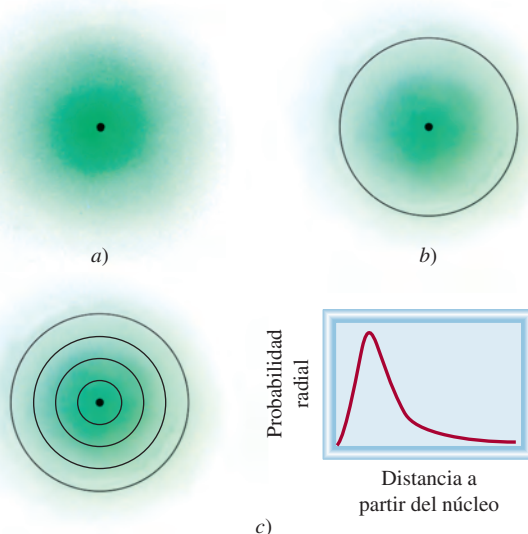 a)
b)
Probabilidad
radial
Distancia a
partir del núcleo
c)